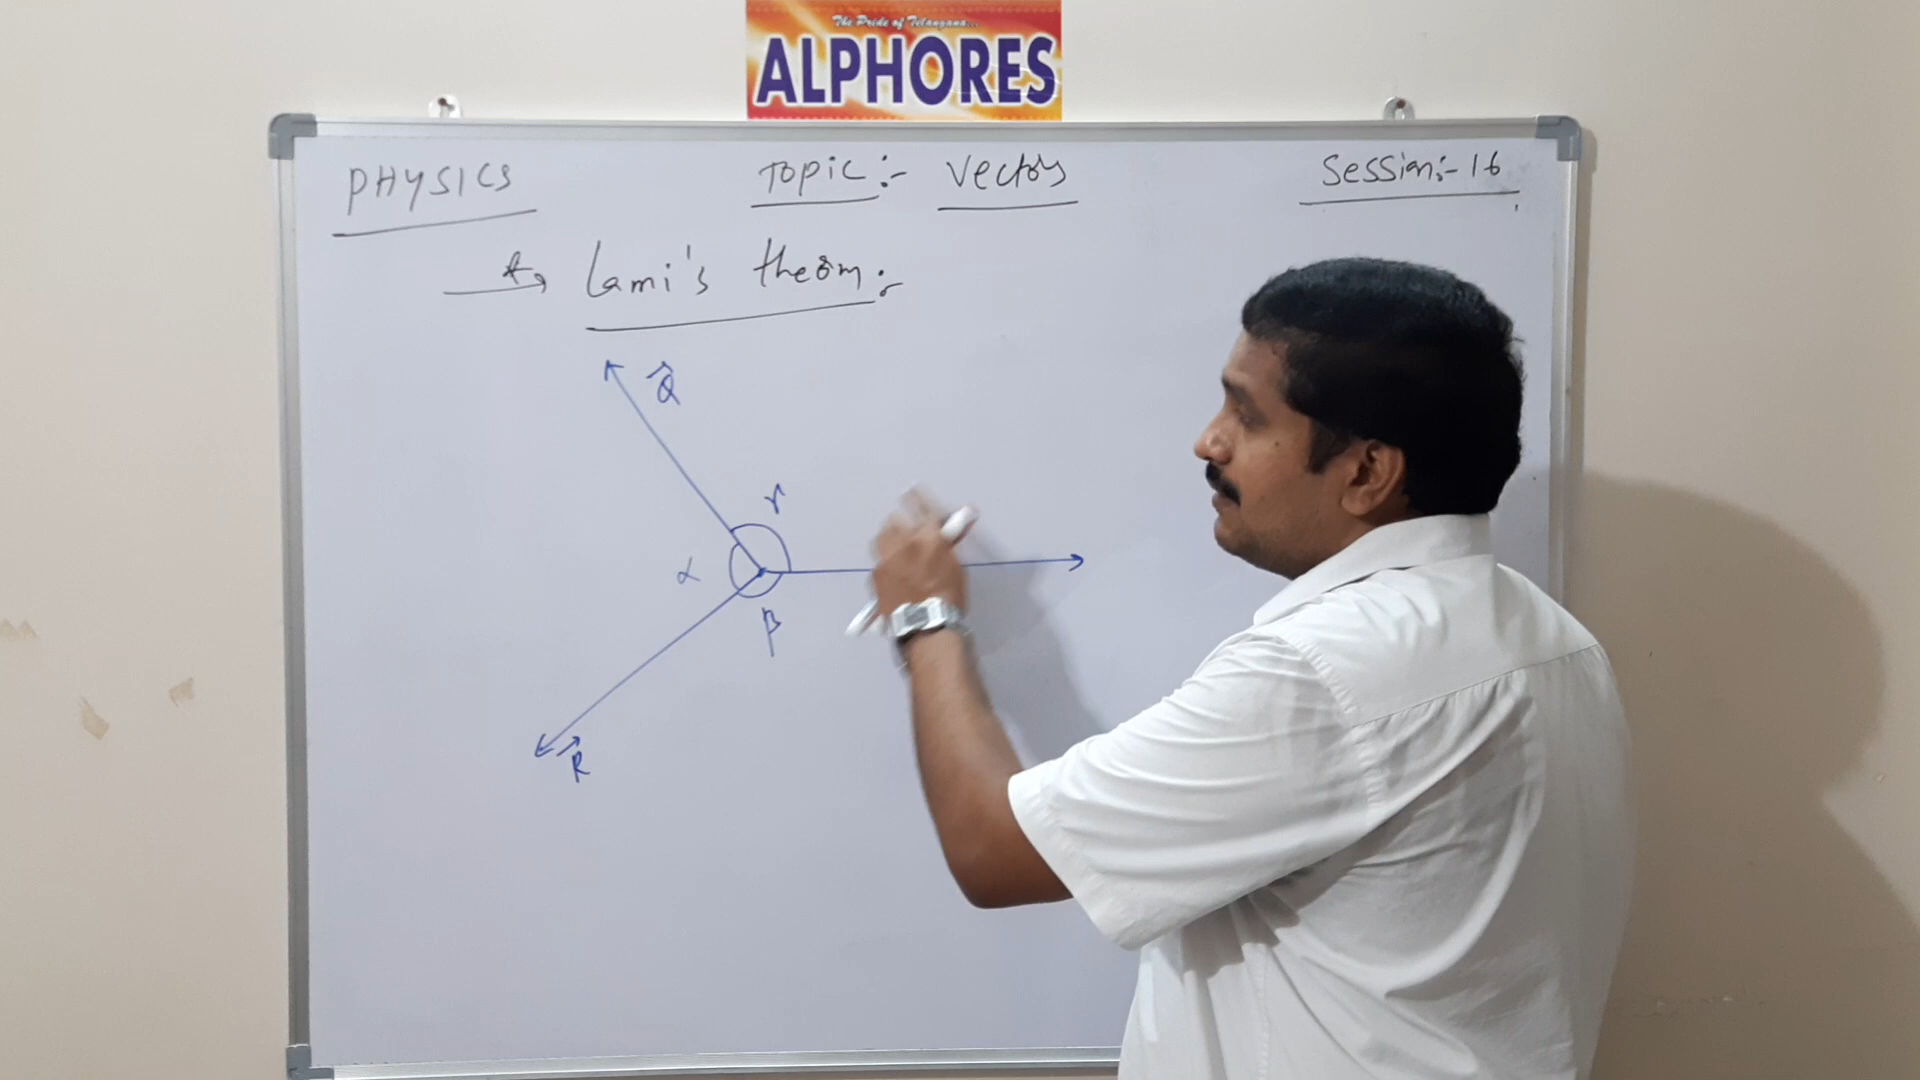 The Pride of Telangana...
ALPHORES
PHYSICS
Topic:- Vectors
Session:- 16
Lami's theorm:-
Q
γ
α
β
R